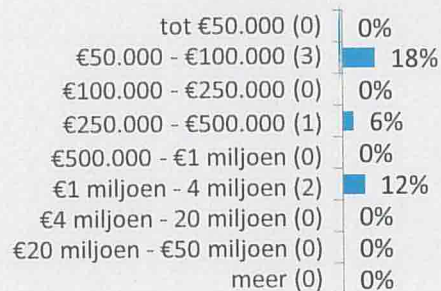 tot €50.000 (0) 0%
€50.000 - €100.000 (3) 18%
€100.000 - €250.000 (0) 0%
€250.000 - €500.000 (1) 6%
€500.000 - €1 miljoen (0) 0%
€1 miljoen - 4 miljoen (2) 12%
€4 miljoen - 20 miljoen (0) 0%
€20 miljoen - €50 miljoen (0) 0%
meer (0) 0%